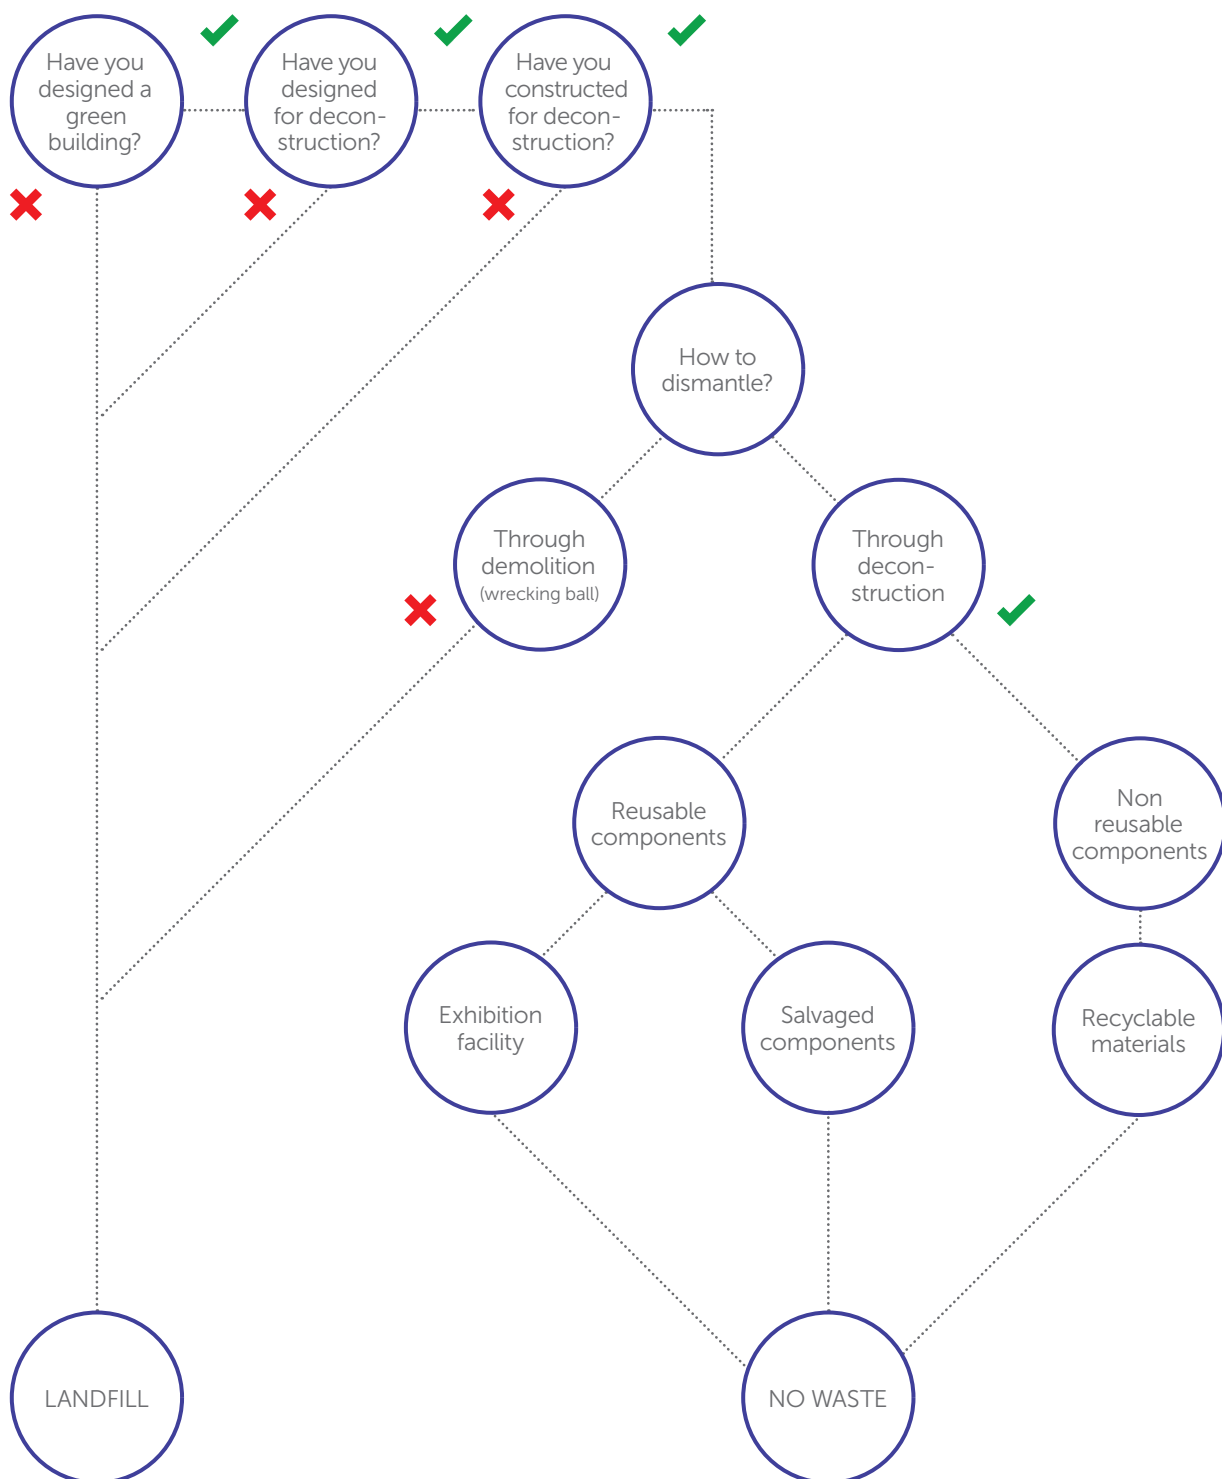 Have you
designed a
green
building?
Have you
designed
for decon-
struction?
Have you
constructed
for decon-
struction?
How to
dismantle?
Through
demolition
(wrecking ball)
Through
decon-
struction
Reusable
components
Non
reusable
components
Exhibition
facility
Salvaged
components
Recyclable
materials
LANDFILL
NO WASTE